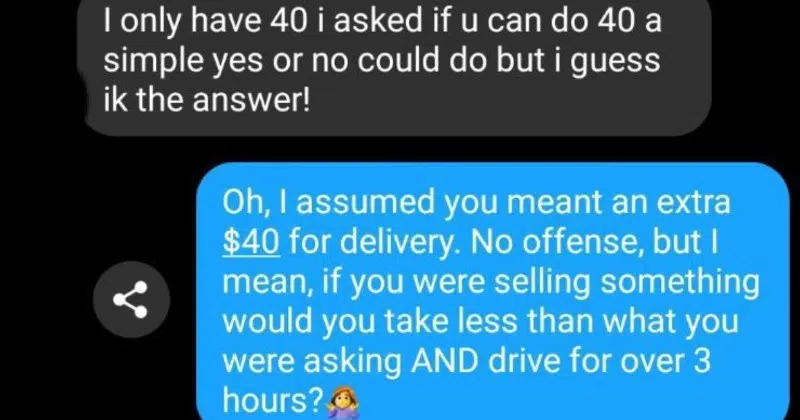 I only have 40 i asked if u can do 40 a
simple yes or no could do but i guess
ik the answer!
Oh, I assumed you meant an extra
$40 for delivery. No offense, but I
mean, if you were selling something
would you take less than what you
were asking AND drive for over 3
hours?🤷‍♀️